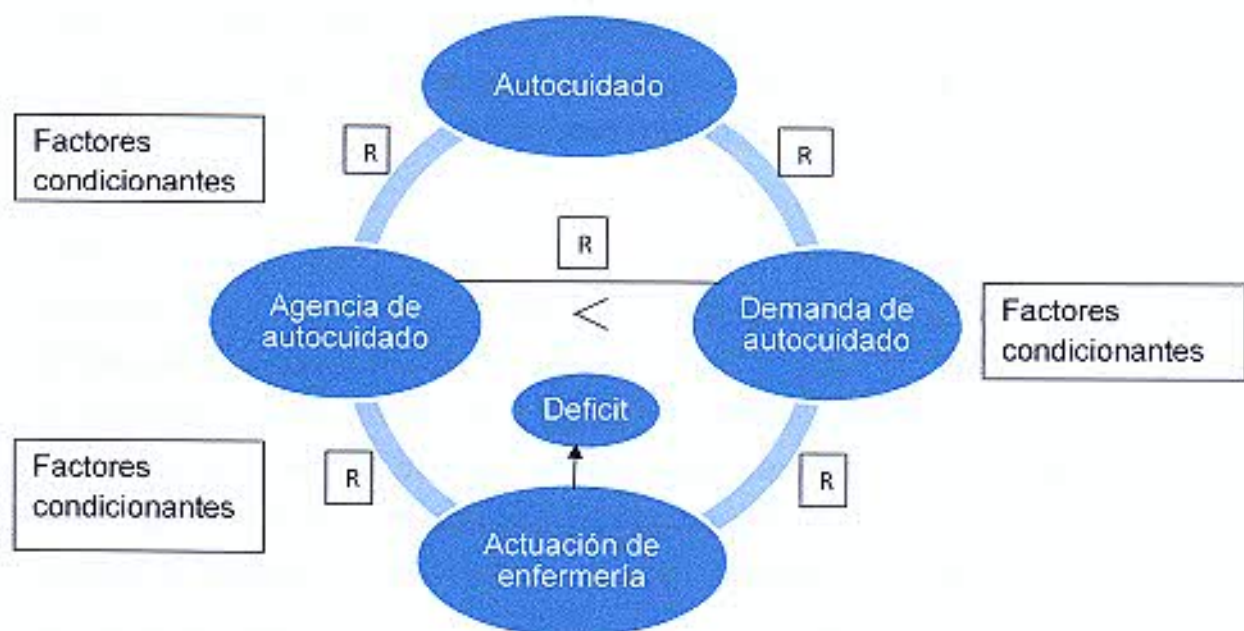 Autocuidado
Factores
condicionantes
R
R
R
Agencia de
autocuidado
<
Demanda de
autocuidado
Factores
condicionantes
Deficit
Factores
condicionantes
R
R
Actuación de
enfermería